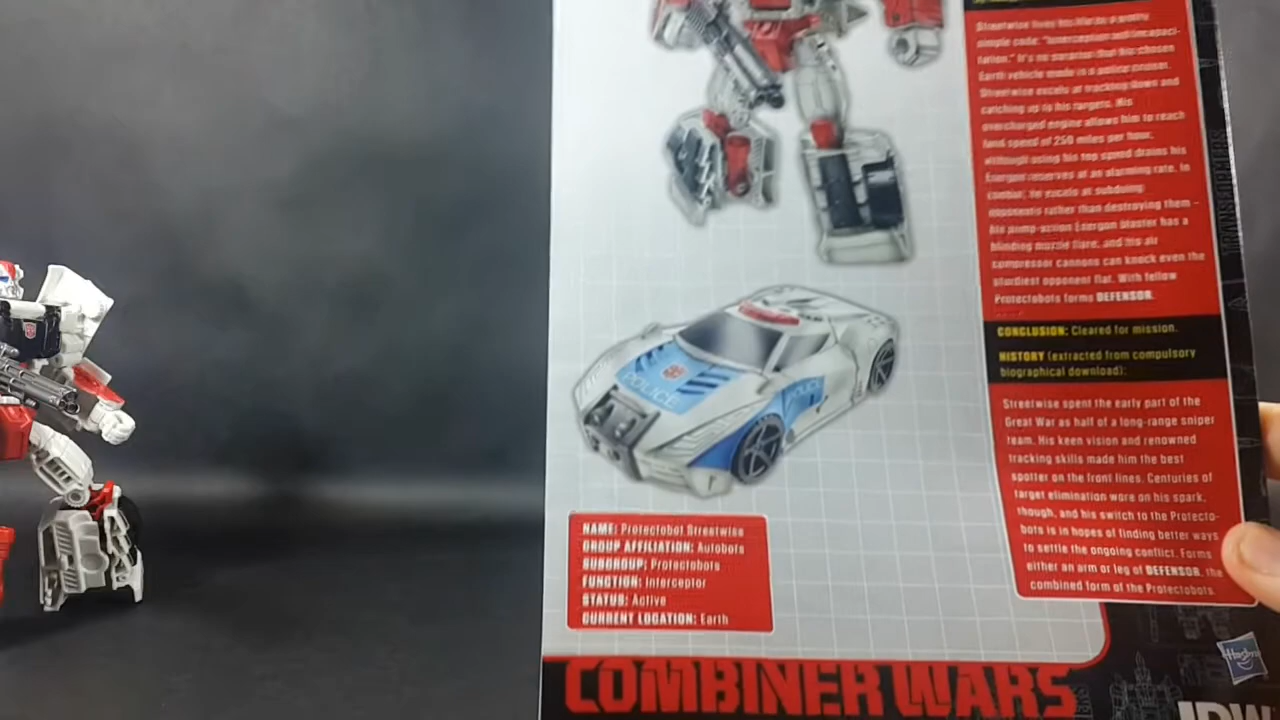 Streetwise lives his life by a pretty
simple code: "Interception and incapaci-
tation." It's no surprise that his chosen
Earth vehicle mode is a police cruiser.
Streetwise excels at tracking down and
catching up to his targets. His
overcharged engine allows him to reach
land speed of 250 miles per hour,
although using his top speed drains his
Energon reserves at an alarming rate. In
combat, he excels at subduing
opponents rather than destroying them –
his pump-action Energon blaster has a
blinding muzzle flare, and his air
compressor cannons can knock even the
sturdiest opponent flat. With fellow
Protectobots forms DEFENSOR.
CONCLUSION: Cleared for mission.
HISTORY (extracted from compulsory
biographical download):
Streetwise spent the early part of the
Great War as half of a long-range sniper
team. His keen vision and renowned
tracking skills made him the best
spotter on the front lines. Centuries of
target elimination wore on his spark,
though, and his switch to the Protecto-
bots is in hopes of finding better ways
to settle the ongoing conflict. Forms
either an arm or leg of DEFENSOR, the
combined form of the Protectobots.
TRANSFORMERS
POLICE
POLICE
NAME: Protectobot Streetwise
GROUP AFFILIATION: Autobots
SUBGROUP: Protectobots
FUNCTION: Interceptor
STATUS: Active
CURRENT LOCATION: Earth
COMBINER WARS
Hasbro
IDW